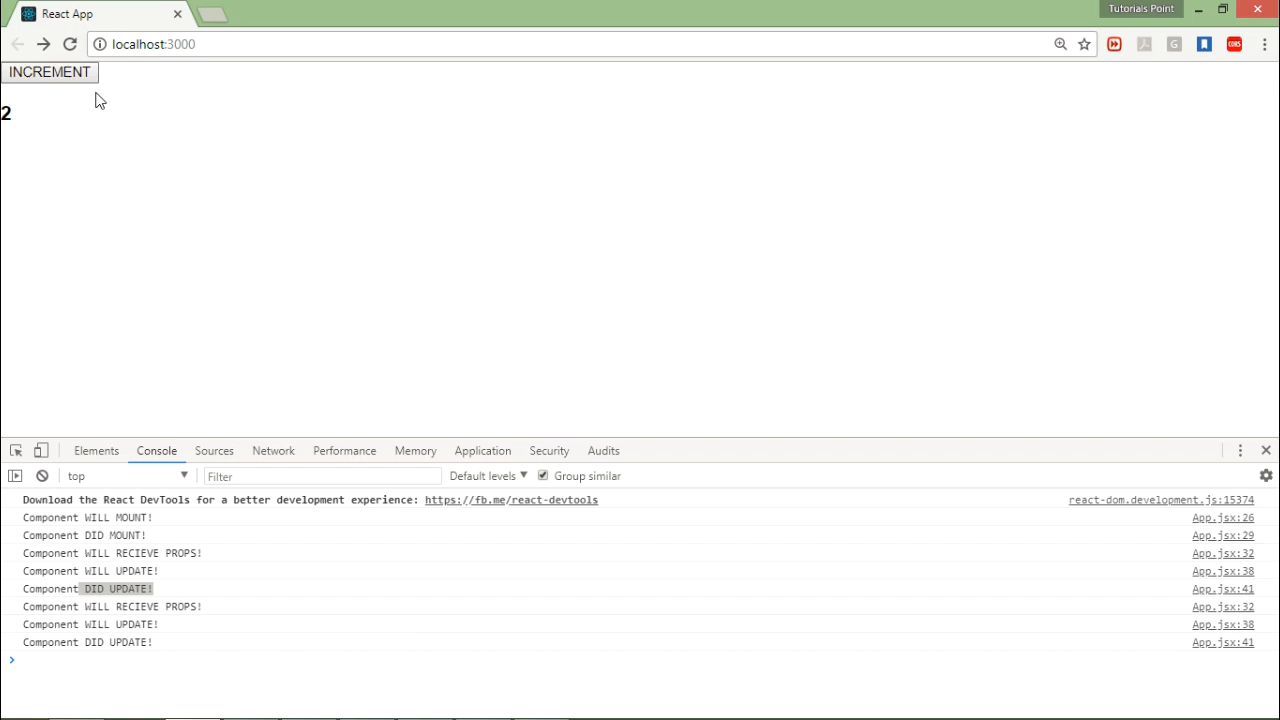 React App
Tutorials Point
localhost:3000
INCREMENT
2
Elements Console Sources Network Performance Memory Application Security Audits
top Filter Default levels Group similar
Download the React DevTools for a better development experience: https://fb.me/react-devtools react-dom.development.js:15374
Component WILL MOUNT! App.jsx:26
Component DID MOUNT! App.jsx:29
Component WILL RECIEVE PROPS! App.jsx:32
Component WILL UPDATE! App.jsx:38
Component DID UPDATE! App.jsx:41
Component WILL RECIEVE PROPS! App.jsx:32
Component WILL UPDATE! App.jsx:38
Component DID UPDATE! App.jsx:41